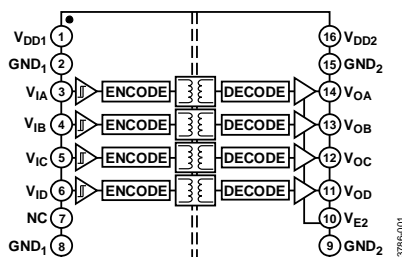 VDD1 1 16 VDD2
GND1 2 15 GND2
VIA 3 ENCODE DECODE 14 VOA
VIB 4 ENCODE DECODE 13 VOB
VIC 5 ENCODE DECODE 12 VOC
VID 6 ENCODE DECODE 11 VOD
NC 7 10 VE2
GND1 8 9 GND2
3786-001